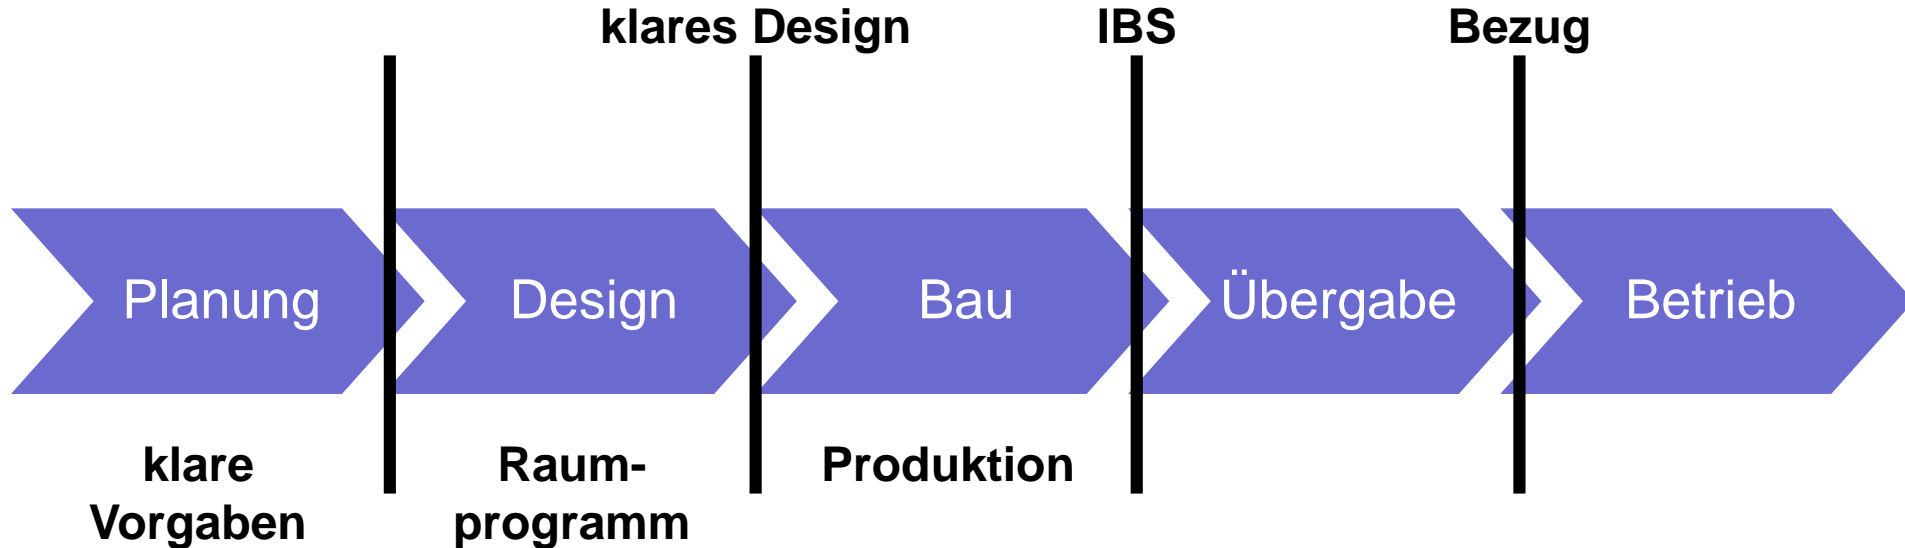 klares Design
IBS
Bezug
Planung
Design
Bau
Übergabe
Betrieb
klare
Vorgaben
Raum-
programm
Produktion